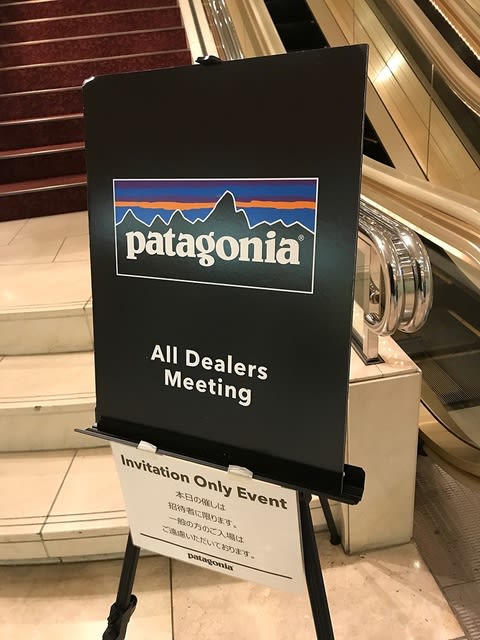 patagonia®
All Dealers
Meeting
Invitation Only Event
本日の催しは
招待者に限ります。
一般の方のご入場は
ご遠慮いただいております。
patagonia